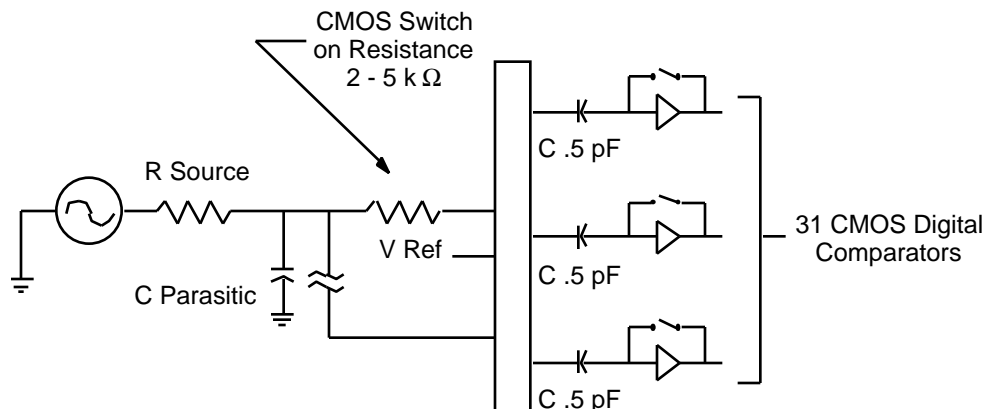 CMOS Switch
on Resistance
2 - 5 k Ω
R Source
C Parasitic
V Ref
C .5 pF
C .5 pF
C .5 pF
31 CMOS Digital
Comparators